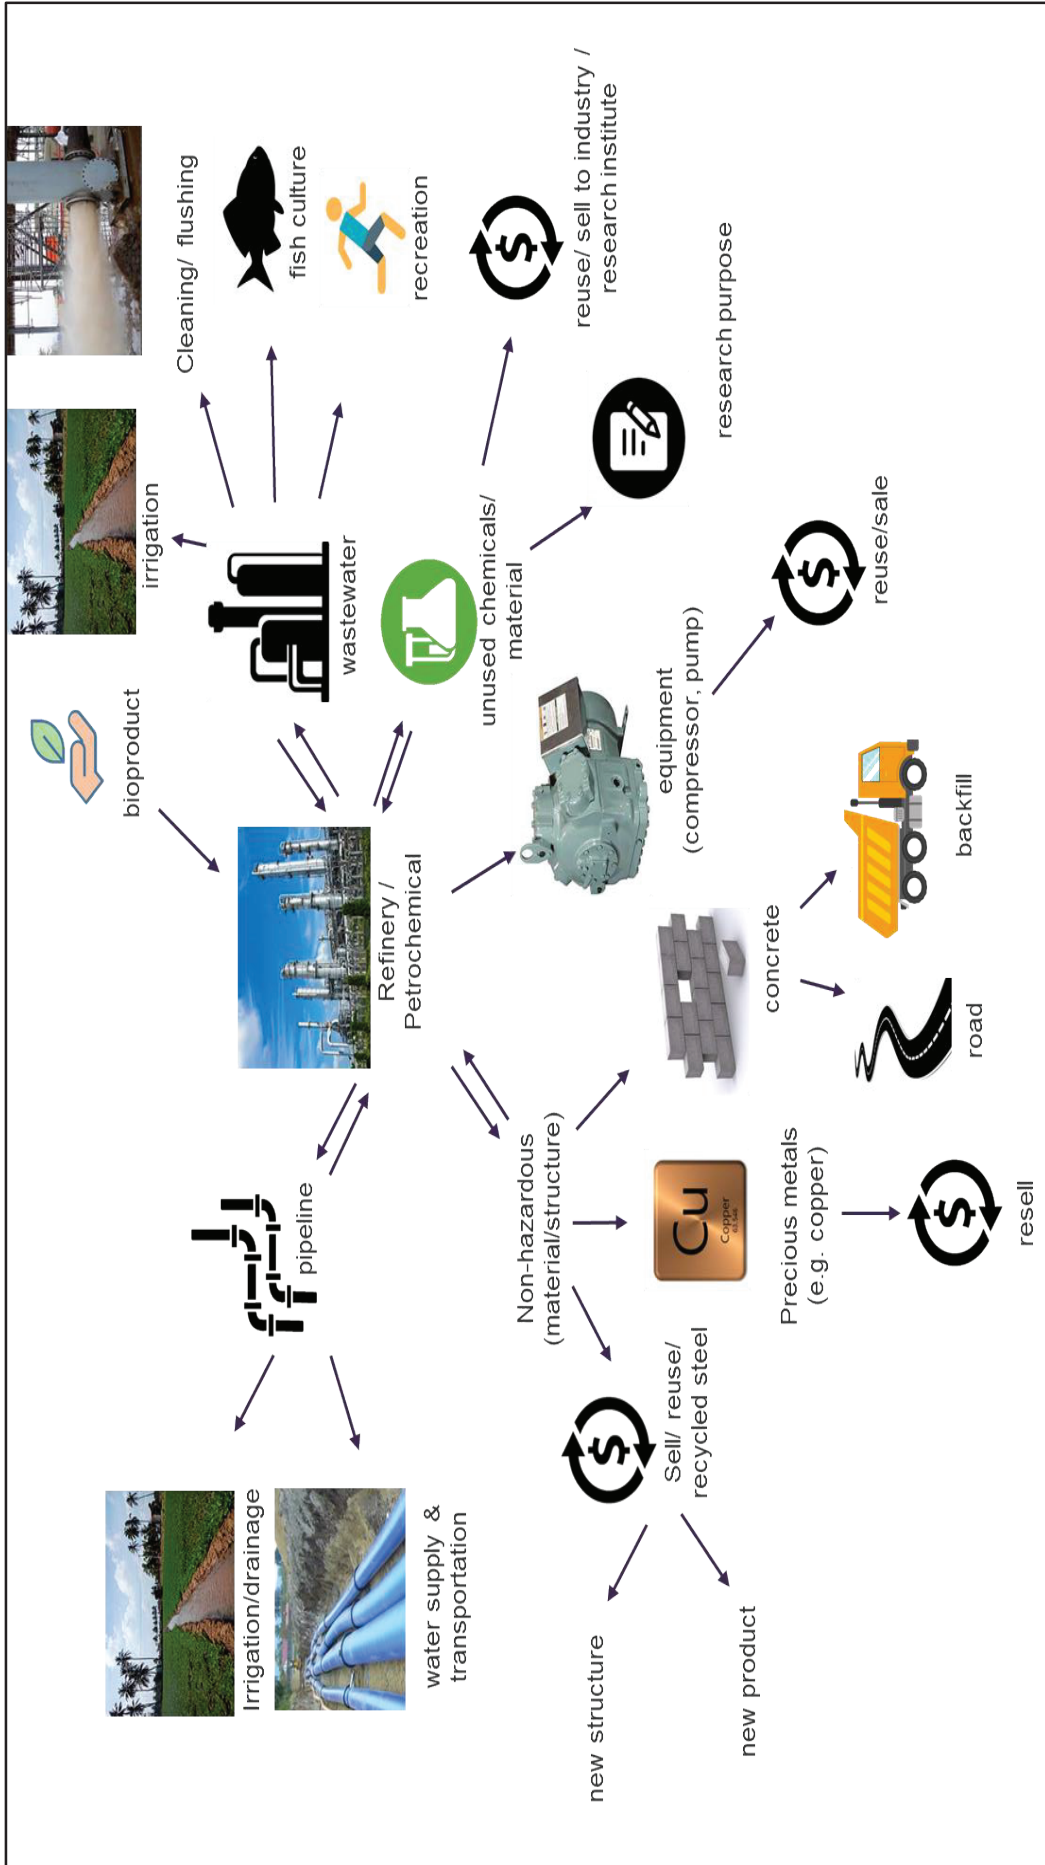 bioproduct
irrigation
Cleaning/ flushing
Irrigation/drainage
pipeline
Refinery /
Petrochemical
wastewater
fish culture
recreation
water supply &
transportation
unused chemicals/
material
reuse/ sell to industry /
research institute
Non-hazardous
(material/structure)
equipment
(compressor, pump)
research purpose
Sell/ reuse/
recycled steel
Cu
Copper
Precious metals
(e.g. copper)
concrete
reuse/sale
new structure
new product
resell
road
backfill